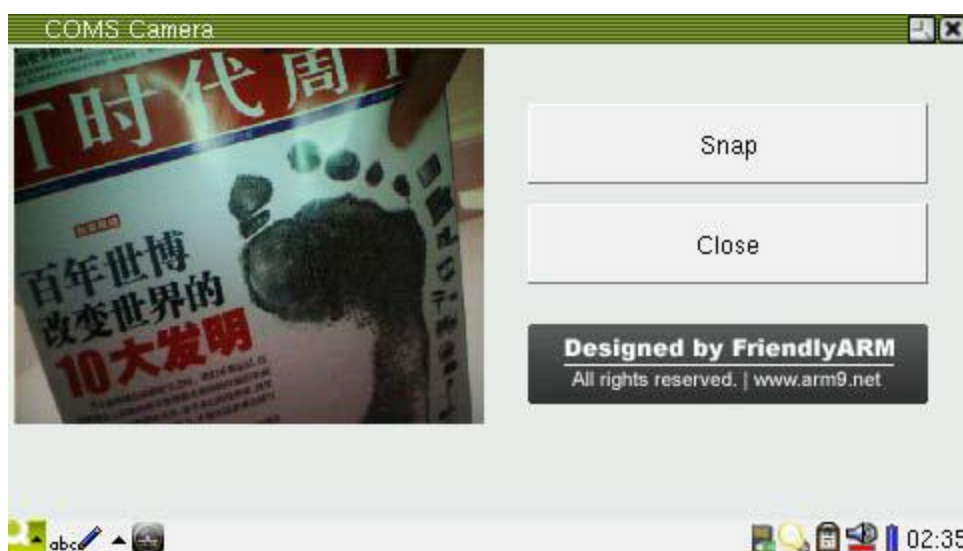 COMS Camera
T时代周
百年世博
改变世界的
10大发明
Snap
Close
Designed by FriendlyARM
All rights reserved. | www.arm9.net
abc
02:35